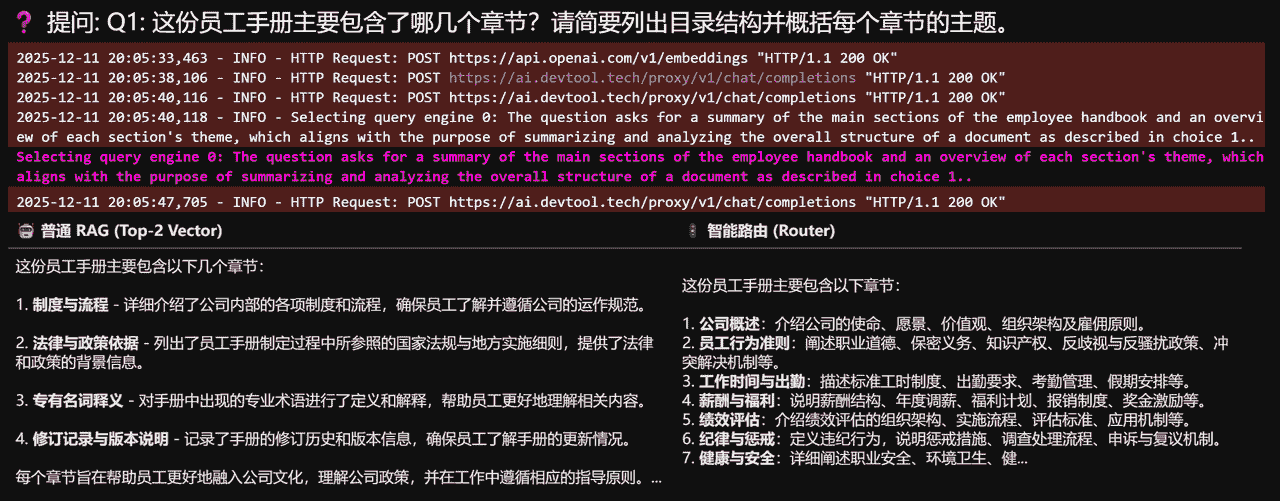 ❓ 提问: Q1: 这份员工手册主要包含了哪几个章节？请简要列出目录结构并概括每个章节的主题。
2025-12-11 20:05:33,463 - INFO - HTTP Request: POST https://api.openai.com/v1/embeddings "HTTP/1.1 200 OK"
2025-12-11 20:05:38,106 - INFO - HTTP Request: POST https://ai.devtool.tech/proxy/v1/chat/completions "HTTP/1.1 200 OK"
2025-12-11 20:05:40,116 - INFO - HTTP Request: POST https://ai.devtool.tech/proxy/v1/chat/completions "HTTP/1.1 200 OK"
2025-12-11 20:05:40,118 - INFO - Selecting query engine 0: The question asks for a summary of the main sections of the employee handbook and an overvi
ew of each section's theme, which aligns with the purpose of summarizing and analyzing the overall structure of a document as described in choice 1..
Selecting query engine 0: The question asks for a summary of the main sections of the employee handbook and an overview of each section's theme, which
aligns with the purpose of summarizing and analyzing the overall structure of a document as described in choice 1..
2025-12-11 20:05:47,705 - INFO - HTTP Request: POST https://ai.devtool.tech/proxy/v1/chat/completions "HTTP/1.1 200 OK"
普通 RAG (Top-2 Vector)
这份员工手册主要包含以下几个章节：
1. 制度与流程 - 详细介绍了公司内部的各项制度和流程，确保员工了解并遵循公司的运作规范。
2. 法律与政策依据 - 列出了员工手册制定过程中所参照的国家法规与地方实施细则，提供了法律
和政策的背景信息。
3. 专有名词释义 - 对手册中出现的专业术语进行了定义和解释，帮助员工更好地理解相关内容。
4. 修订记录与版本说明 - 记录了手册的修订历史和版本信息，确保员工了解手册的更新情况。
每个章节旨在帮助员工更好地融入公司文化，理解公司政策，并在工作中遵循相应的指导原则。...
智能路由 (Router)
这份员工手册主要包含以下章节：
1. 公司概述：介绍公司的使命、愿景、价值观、组织架构及雇佣原则。
2. 员工行为准则：阐述职业道德、保密义务、知识产权、反歧视与反骚扰政策、冲
突解决机制等。
3. 工作时间与出勤：描述标准工时制度、出勤要求、考勤管理、假期安排等。
4. 薪酬与福利：说明薪酬结构、年度调薪、福利计划、报销制度、奖金激励等。
5. 绩效评估：介绍绩效评估的组织架构、实施流程、评估标准、应用机制等。
6. 纪律与惩戒：定义违纪行为，说明惩戒措施、调查处理流程、申诉与复议机制。
7. 健康与安全：详细阐述职业安全、环境卫生、健...